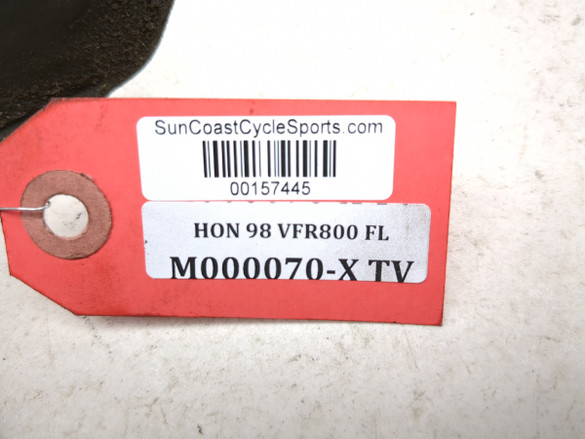 SunCoastCycleSports.com
00157445
HON 98 VFR800 FL
M000070-X TV